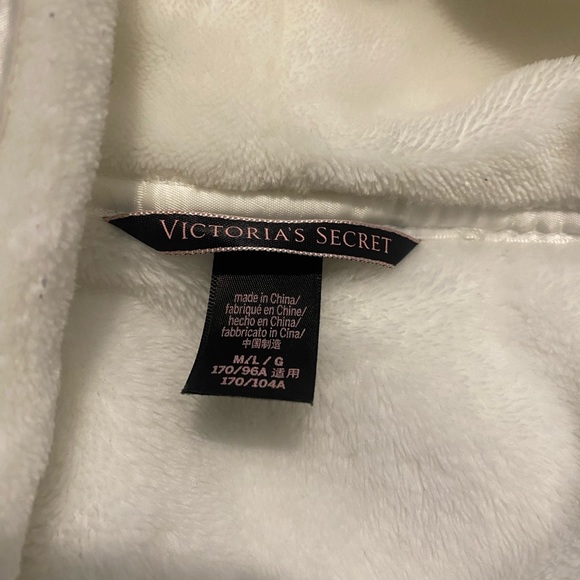 VICTORIA'S SECRET
made in China/
fabriqué en Chine/
hecho en China/
fabbricato in Cina/
中国制造
M/L / G
170/96A 适用
170/104A